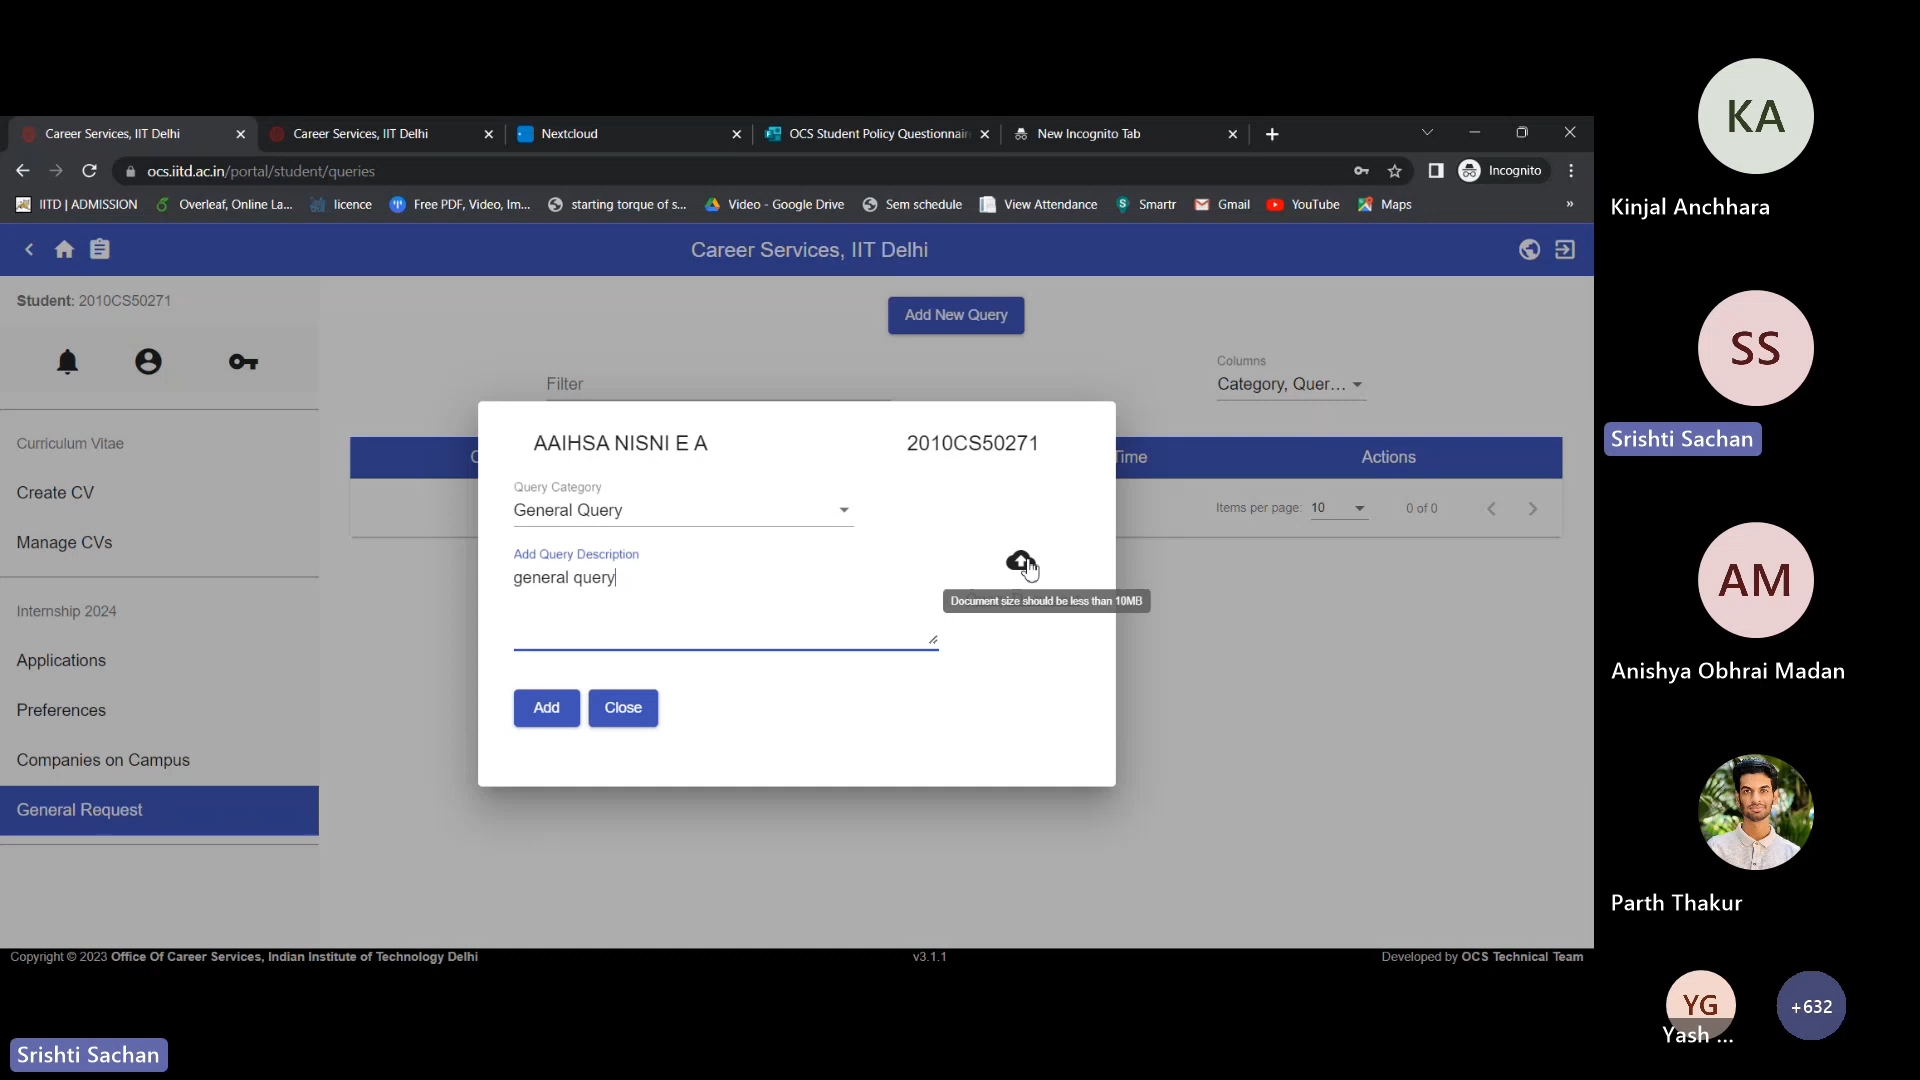 Career Services, IIT Delhi
Career Services, IIT Delhi
Nextcloud
OCS Student Policy Questionnair
New Incognito Tab
ocs.iitd.ac.in/portal/student/queries
Incognito
IITD | ADMISSION
Overleaf, Online La...
licence
Free PDF, Video, Im...
starting torque of s...
Video - Google Drive
Sem schedule
View Attendance
Smartr
Gmail
YouTube
Maps
»
Career Services, IIT Delhi
Student: 2010CS50271
Add New Query
Filter
Columns
Category, Quer...
Curriculum Vitae
Create CV
Manage CVs
Internship 2024
Applications
Preferences
Companies on Campus
General Request
Time
Actions
Items per page: 10
0 of 0
AAIHSA NISNI E A
2010CS50271
Query Category
General Query
Add Query Description
general query
Document size should be less than 10MB
Add
Close
Copyright © 2023 Office Of Career Services, Indian Institute of Technology Delhi
v3.1.1
Developed by OCS Technical Team
Srishti Sachan
KA
Kinjal Anchhara
SS
Srishti Sachan
AM
Anishya Obhrai Madan
Parth Thakur
YG
Yash ...
+632